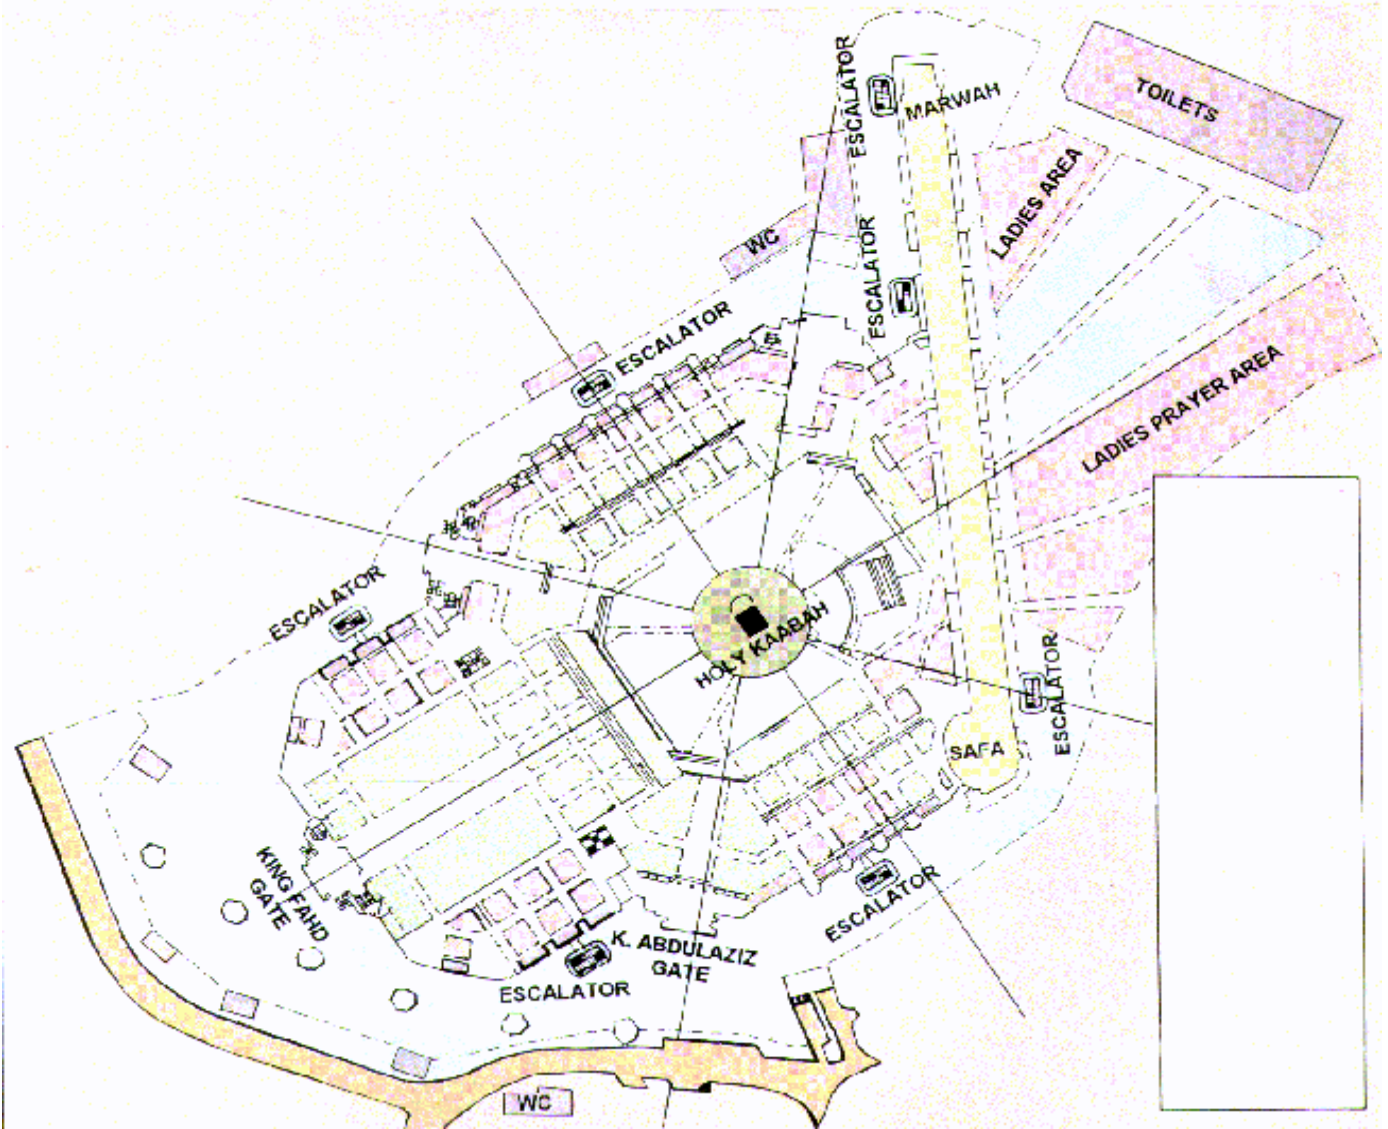 ESCALATOR
MARWAH
TOILETS
LADIES AREA
WC
ESCALATOR
ESCALATOR
LADIES PRAYER AREA
ESCALATOR
HOLY KAABAH
ESCALATOR
SAFA
KING FAHD
GATE
ESCALATOR
K. ABDULAZIZ
GATE
ESCALATOR
WC